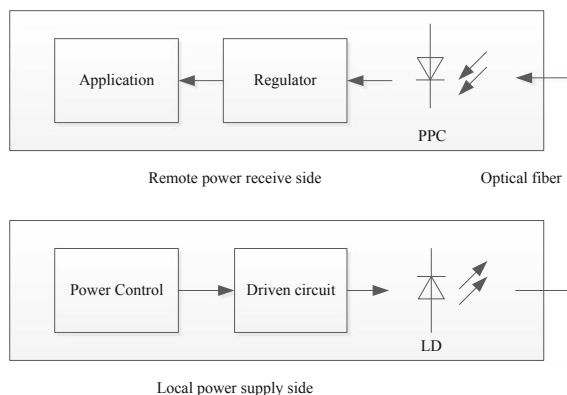 Application
Regulator
PPC
Remote power receive side
Optical fiber
Power Control
Driven circuit
LD
Local power supply side